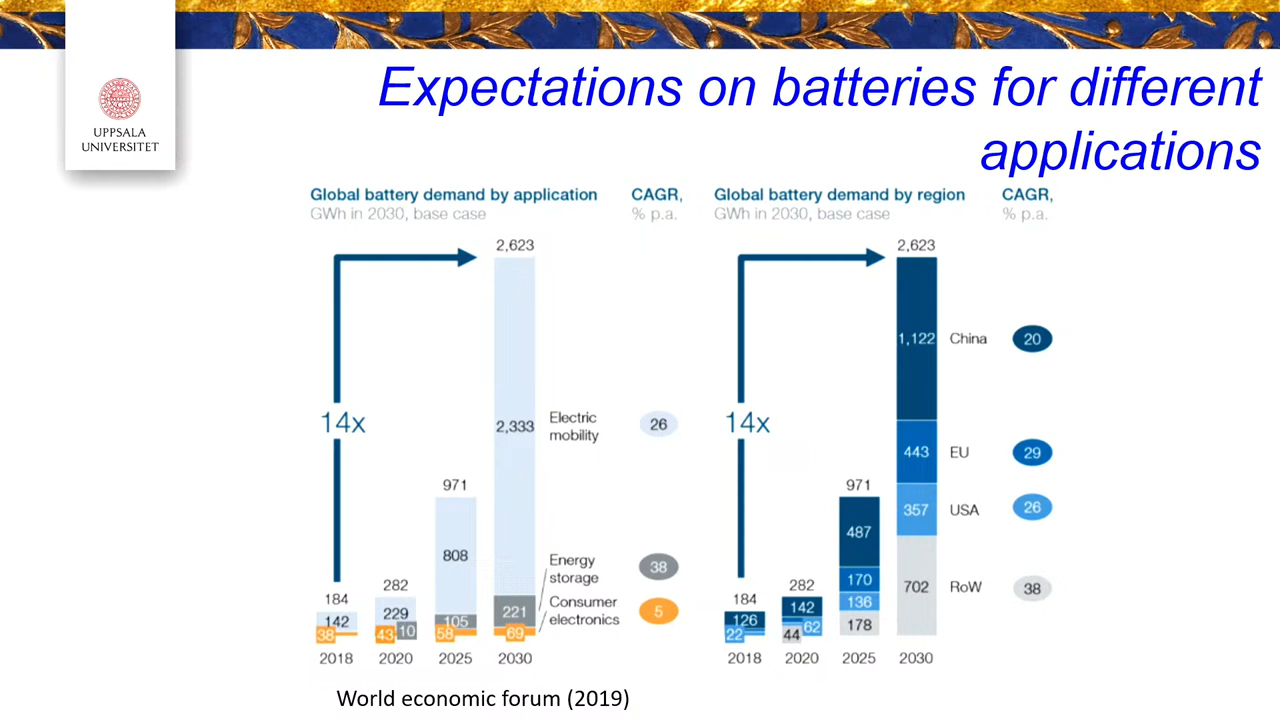 UPPSALA
UNIVERSITET
Expectations on batteries for different
applications
Global battery demand by application
GWh in 2030, base case
CAGR,
% p.a.
2,623
14x
2,333
Electric
mobility
26
971
808
Energy
storage
38
282
184
229
142
105
221
Consumer
electronics
5
38
43
10
58
69
2018
2020
2025
2030
Global battery demand by region
GWh in 2030, base case
CAGR,
% p.a.
2,623
1,122
China
20
14x
443
EU
29
971
487
357
USA
26
282
184
170
702
RoW
38
142
126
136
62
22
44
178
2018
2020
2025
2030
World economic forum (2019)